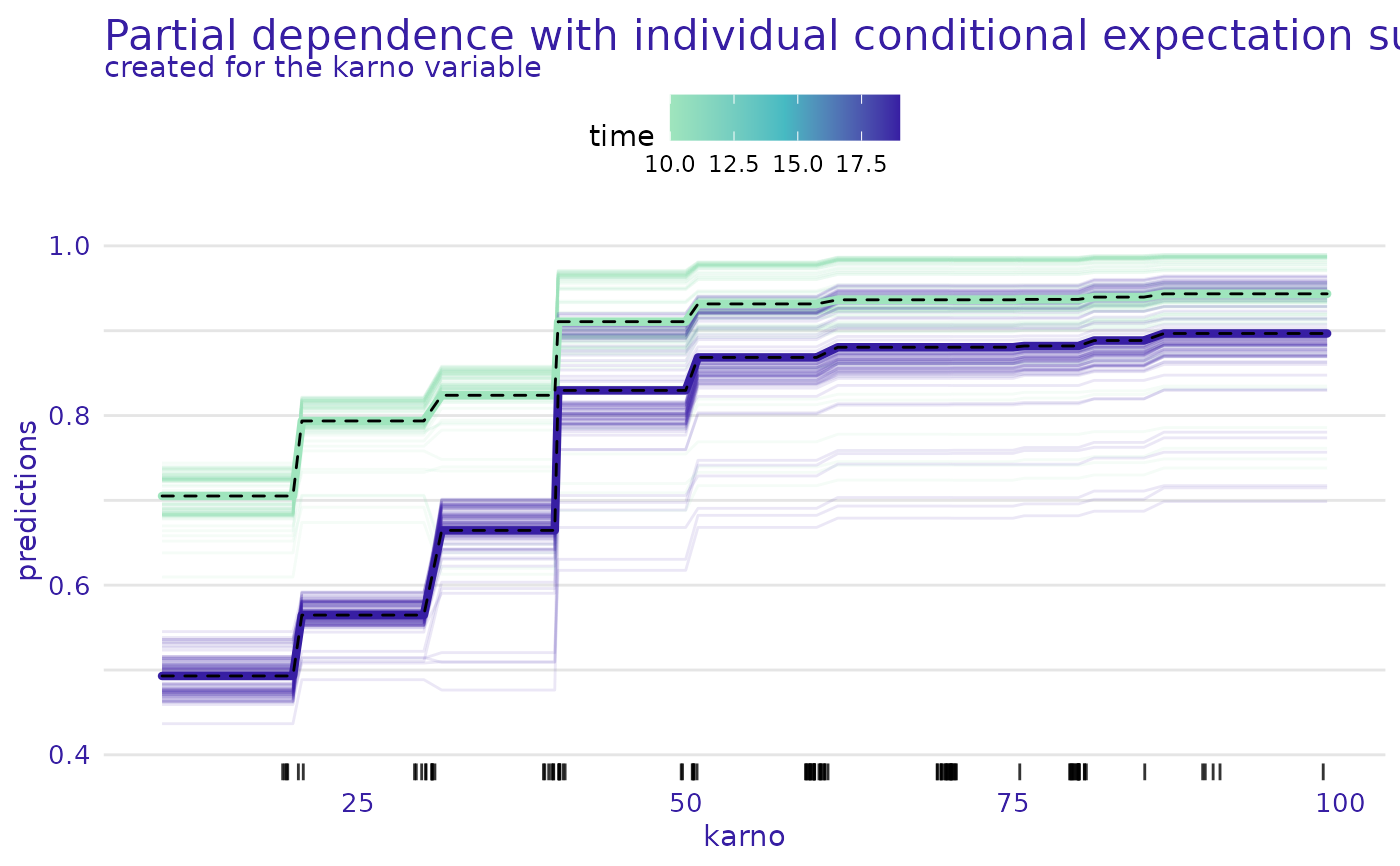 Partial dependence with individual conditional expectation su
created for the karno variable
time
10.0 12.5 15.0 17.5
1.0
0.8
0.6
0.4
predictions
25 50 75 100
karno